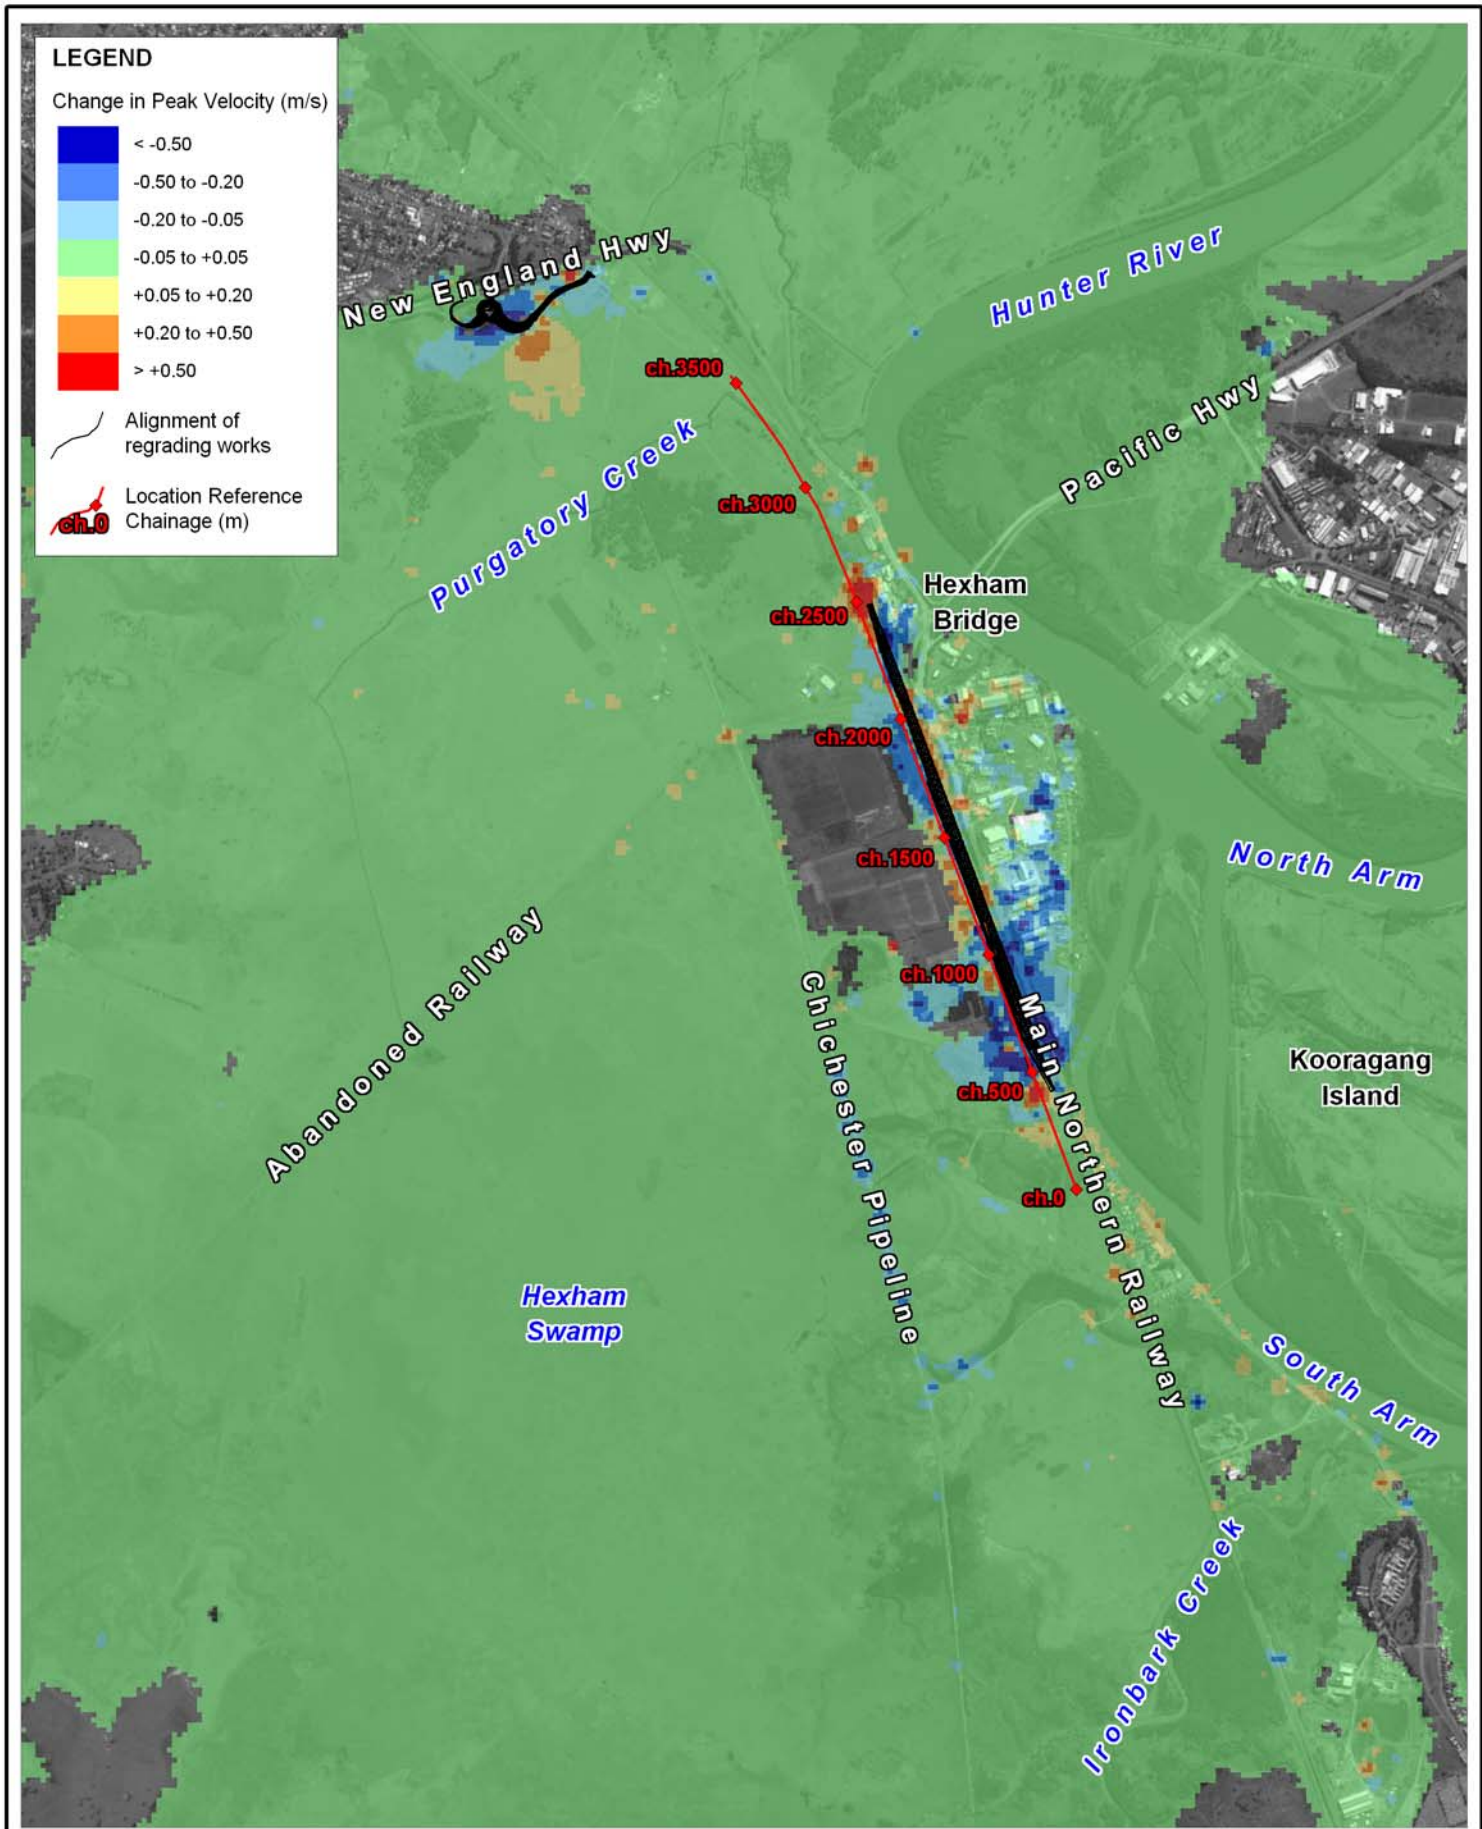 LEGEND
Change in Peak Velocity (m/s)
< -0.50
-0.50 to -0.20
-0.20 to -0.05
-0.05 to +0.05
+0.05 to +0.20
+0.20 to +0.50
> +0.50
Alignment of
regrading works
Location Reference
Chainage (m)
ch.0
New England Hwy
Hunter River
ch.3500
Pacific Hwy
Purgatory Creek
ch.3000
Hexham
Bridge
ch.2500
ch.2000
ch.1500
North Arm
Abandoned Railway
ch.1000
Chichester Pipeline
Main Northern Railway
Kooragang
Island
ch.500
ch.0
Hexham
Swamp
South Arm
Ironbark Creek